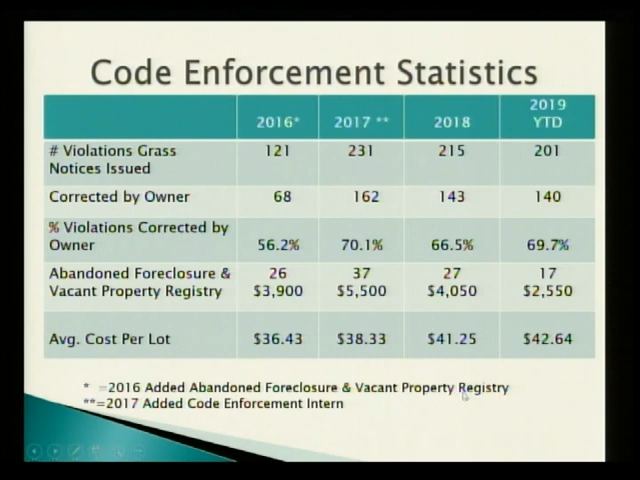 Code Enforcement Statistics
2016* 2017 ** 2018 2019 YTD
# Violations Grass Notices Issued 121 231 215 201
Corrected by Owner 68 162 143 140
% Violations Corrected by Owner 56.2% 70.1% 66.5% 69.7%
Abandoned Foreclosure & 26 37 27 17
Vacant Property Registry $3,900 $5,500 $4,050 $2,550
Avg. Cost Per Lot $36.43 $38.33 $41.25 $42.64
* =2016 Added Abandoned Foreclosure & Vacant Property Registry
**=2017 Added Code Enforcement Intern